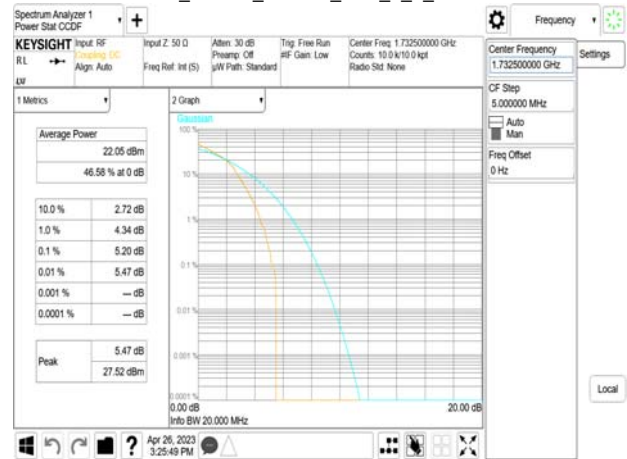 Spectrum Analyzer 1
Power Stat CCDF
Frequency
KEYSIGHT
RL
Input: RF
Coupling: DC
Align: Auto
Input Z: 50 Ω
Freq Ref: Int (S)
Atten: 30 dB
Preamp: Off
µW Path: Standard
Trig: Free Run
#IF Gain: Low
Center Freq: 1.732500000 GHz
Counts: 10.0 k/10.0 kpt
Radio Std: None
Center Frequency
1.732500000 GHz
Settings
CF Step
5.000000 MHz
Auto
Man
Freq Offset
0 Hz
Local
1 Metrics
Average Power
22.05 dBm
46.58 % at 0 dB
10.0 % 2.72 dB
1.0 % 4.34 dB
0.1 % 5.20 dB
0.01 % 5.47 dB
0.001 % --- dB
0.0001 % --- dB
Peak
5.47 dB
27.52 dBm
2 Graph
Gaussian
100 %
10 %
1 %
0.1 %
0.01 %
0.001 %
0.0001 %
0.00 dB 20.00 dB
Info BW 20.000 MHz
?
Apr 26, 2023
3:25:49 PM